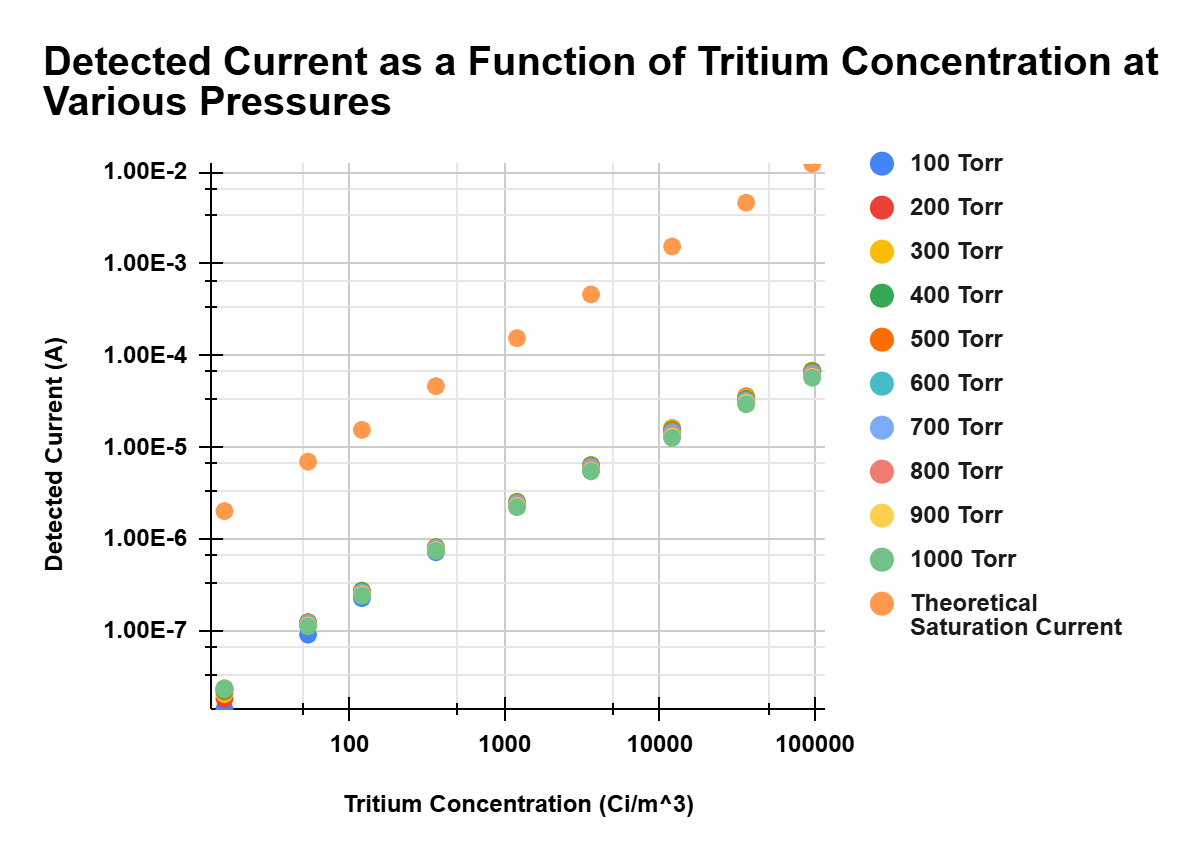 Detected Current as a Function of Tritium Concentration at
Various Pressures
Detected Current (A)
1.00E-2
1.00E-3
1.00E-4
1.00E-5
1.00E-6
1.00E-7
100
1000
10000
100000
Tritium Concentration (Ci/m^3)
100 Torr
200 Torr
300 Torr
400 Torr
500 Torr
600 Torr
700 Torr
800 Torr
900 Torr
1000 Torr
Theoretical
Saturation Current